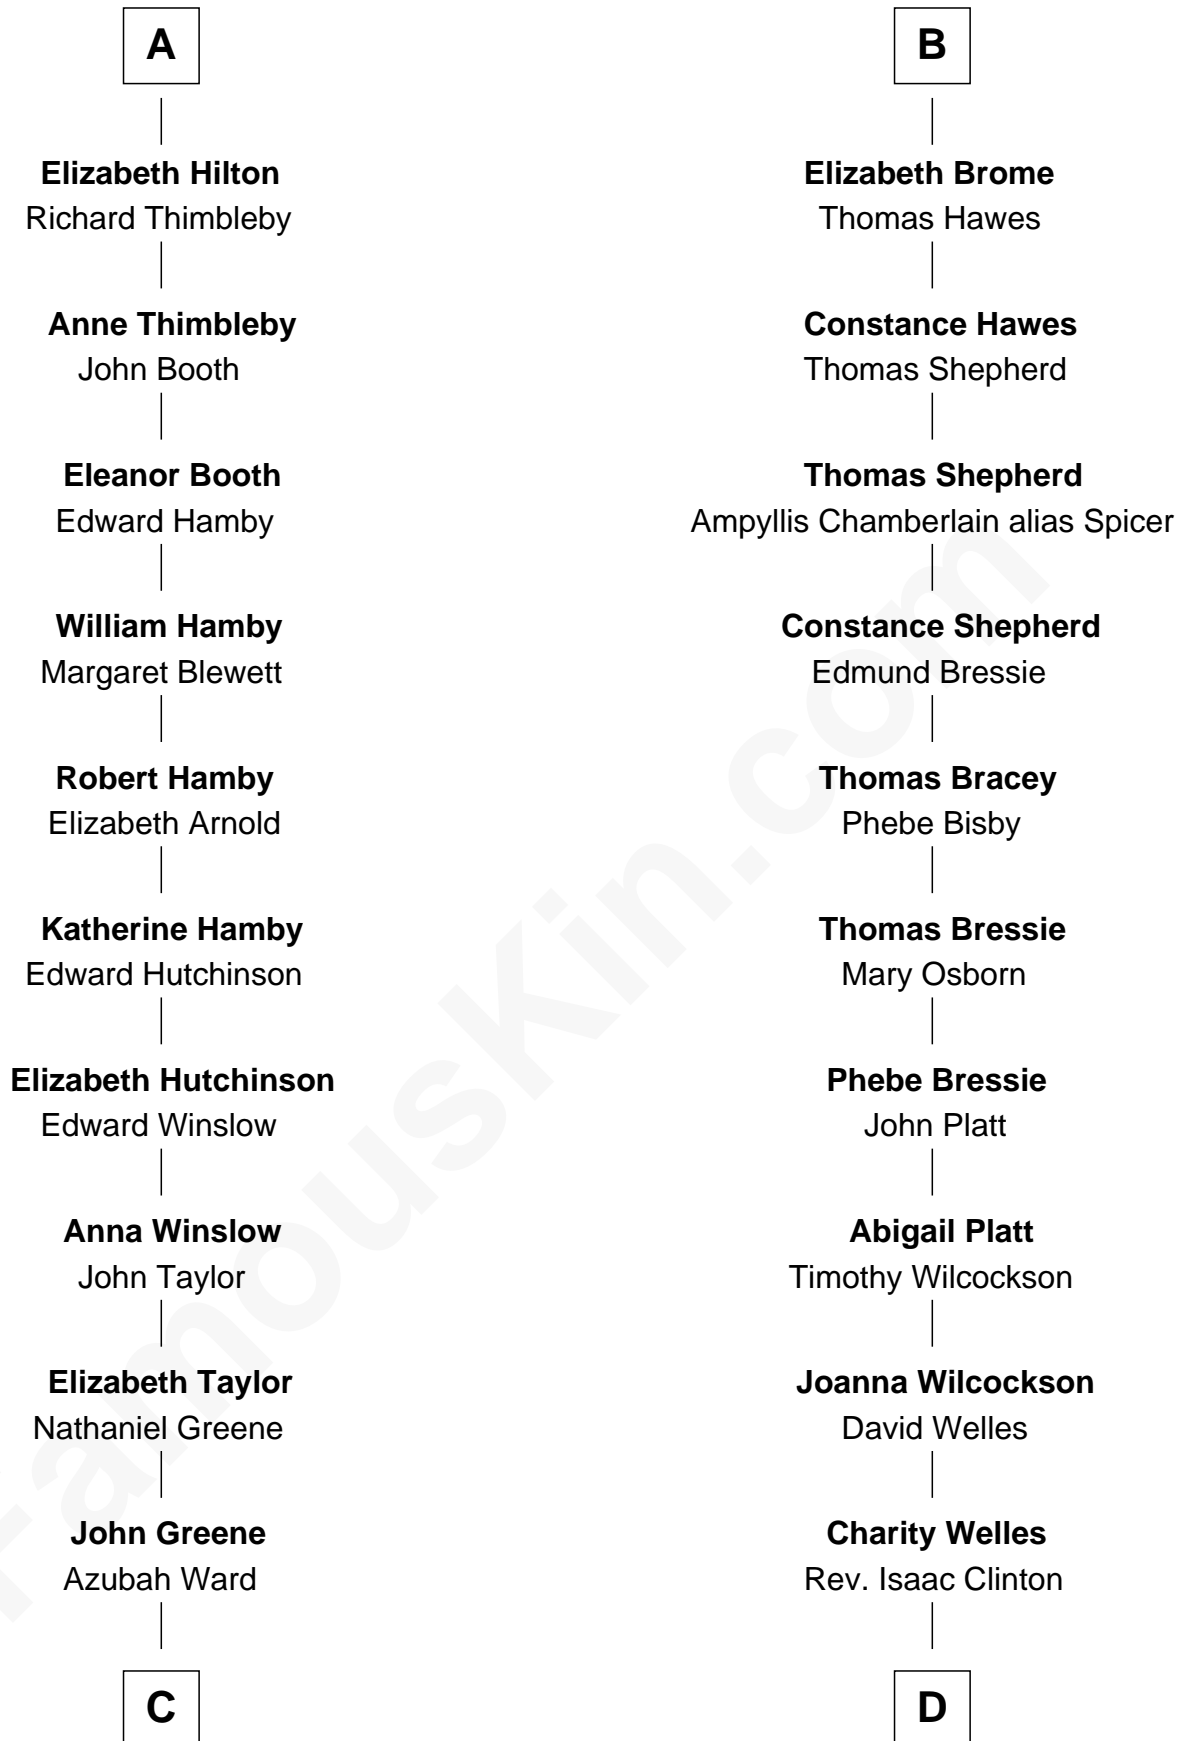 A
Elizabeth Hilton
Richard Thimbleby
Anne Thimbleby
John Booth
Eleanor Booth
Edward Hamby
William Hamby
Margaret Blewett
Robert Hamby
Elizabeth Arnold
Katherine Hamby
Edward Hutchinson
Elizabeth Hutchinson
Edward Winslow
Anna Winslow
John Taylor
Elizabeth Taylor
Nathaniel Greene
John Greene
Azubah Ward
C
B
Elizabeth Brome
Thomas Hawes
Constance Hawes
Thomas Shepherd
Thomas Shepherd
Ampyllis Chamberlain alias Spicer
Constance Shepherd
Edmund Bressie
Thomas Bracey
Phebe Bisby
Thomas Bressie
Mary Osborn
Phebe Bressie
John Platt
Abigail Platt
Timothy Wilcockson
Joanna Wilcockson
David Welles
Charity Welles
Rev. Isaac Clinton
D
FamousKin.com